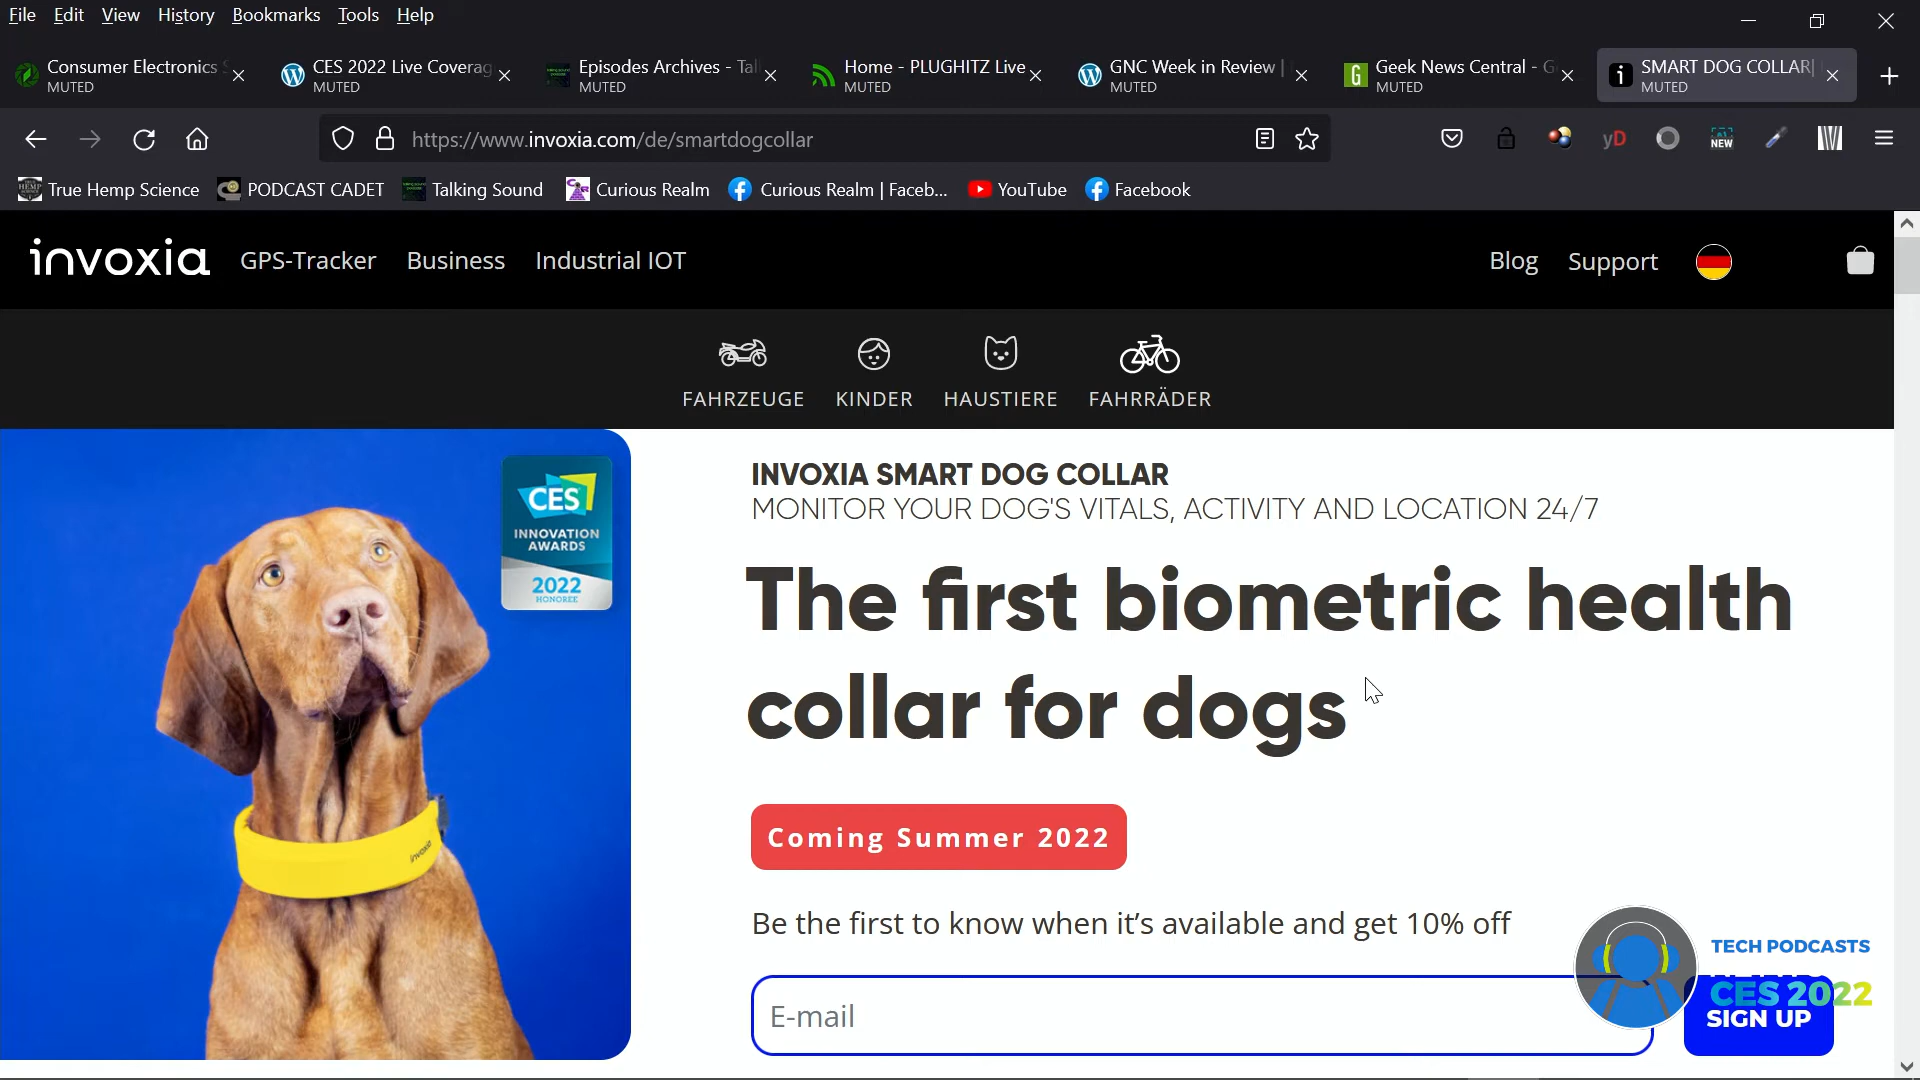 File Edit View History Bookmarks Tools Help
Consumer Electronics
MUTED
CES 2022 Live Coverag
MUTED
Episodes Archives - Tal
MUTED
Home - PLUGHITZ Live
MUTED
GNC Week in Review |
MUTED
Geek News Central - G
MUTED
SMART DOG COLLAR|
MUTED
https://www.invoxia.com/de/smartdogcollar
yD
NEW
True Hemp Science PODCAST CADET Talking Sound Curious Realm Curious Realm | Faceb... YouTube Facebook
invoxia GPS-Tracker Business Industrial IOT Blog Support
FAHRZEUGE KINDER HAUSTIERE FAHRRÄDER
CES
INNOVATION
AWARDS
2022
HONOREE
invoxia
INVOXIA SMART DOG COLLAR
MONITOR YOUR DOG'S VITALS, ACTIVITY AND LOCATION 24/7
The first biometric health
collar for dogs
Coming Summer 2022
Be the first to know when it's available and get 10% off
E-mail
SIGN UP
TECH PODCASTS
CES 2022